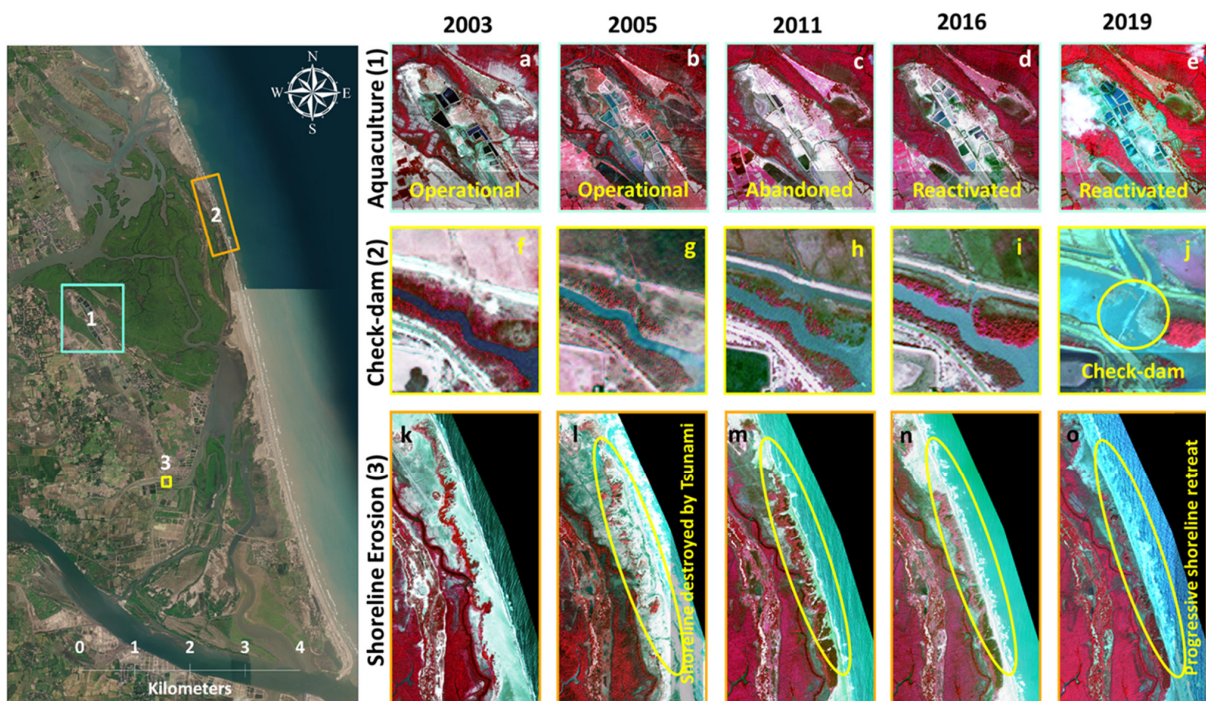 2003 2005 2011 2016 2019
N
W E
S
1
2
3
0 1 2 3 4
Kilometers
Aquaculture (1)
a b c d e
Operational Operational Abandoned Reactivated Reactivated
Check-dam (2)
f g h i j
Check-dam
Shoreline Erosion (3)
k l m n o
Shoreline destroyed by Tsunami
Progressive shoreline retreat